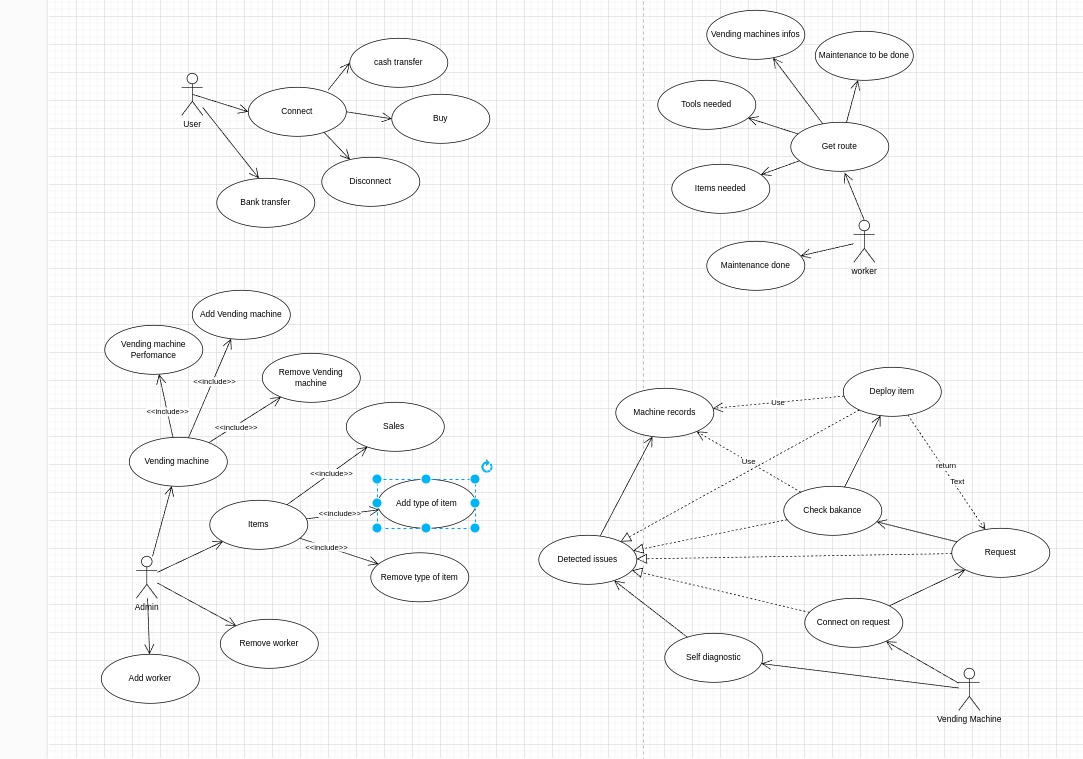 Vending machines infos
Maintenance to be done
cash transfer
Tools needed
Connect
Buy
User
Get route
Disconnect
Items needed
Bank transfer
Maintenance done
worker
Add Vending machine
Vending machine
Perfomance
Remove Vending
machine
<<include>>
<<include>>
<<include>>
Deploy item
Use
Machine records
Sales
Vending machine
Use
return
<<include>>
Text
Add type of item
<<include>>
Items
Check bakance
<<include>>
Request
Detected issues
Remove type of item
Admin
Connect on request
Remove worker
Self diagnostic
Add worker
Vending Machine